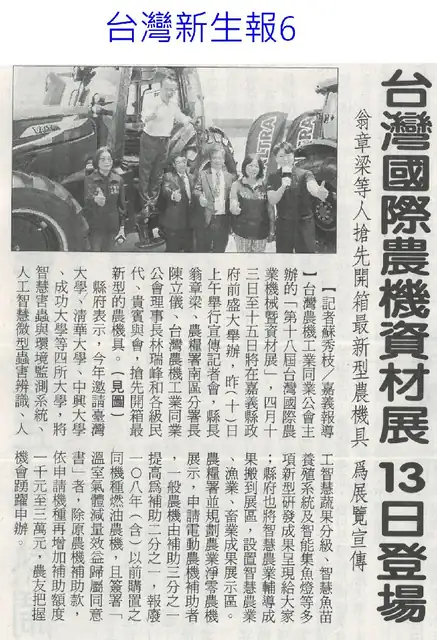 台灣新生報6
台灣國際農機資材展 13日登場
翁章梁等人搶先開箱最新型農機具 為展覽宣傳
【記者蘇秀枝／嘉義報導
】台灣農機工業同業公會主
辦的「第十八屆台灣國際農
業機械暨資材展」，四月十
三日至十五日將在嘉義縣政
府前盛大舉辦，昨(十)日
上午舉行宣傳記者會，縣長
翁章梁、農糧署南區分署長
陳立儀、台灣農機工業同業
公會理事長林瑞峰和各級民
代、貴賓與會，搶先開箱最
新型的農機具。(見圖)
縣府表示，今年邀請臺灣
大學、清華大學、中興大學
、成功大學等四所大學，將
智慧害蟲與環境監測系統、
人工智慧微型蟲害辨識、人
工智慧蔬果分級、智慧魚苗
養殖系統及智能集魚燈等多
項新型研發成果呈現給大家
；縣府也將智慧農業輔導成
果搬到展區，設置智慧農業
、漁業、畜業成果展示區。
農糧署並規劃農業淨零農機
展示，申請電動農機補助者
，一般農機由補助三分之一
提高為補助二分之一，報廢
一○八年(含)以前購置之
同機種燃油農機，且簽署「
溫室氣體減量效益歸屬同意
書」者，除原農機補助款，
依申請機種再增加補助額度
一千元至三萬元，農友把握
機會踴躍申辦。